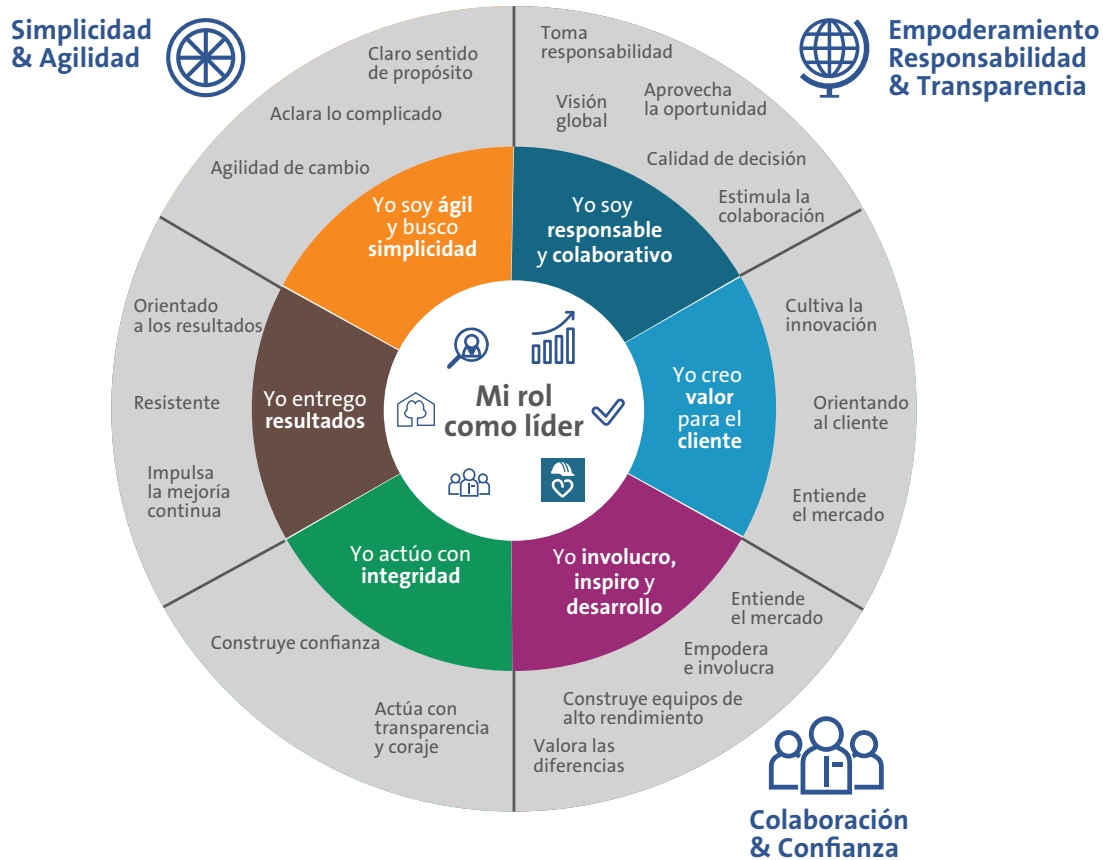 Simplicidad
& Agilidad
Empoderamiento
Responsabilidad
& Transparencia
Claro sentido
de propósito
Aclara lo complicado
Agilidad de cambio
Toma
responsabilidad
Visión
global
Aprovecha
la oportunidad
Calidad de decisión
Estimula la
colaboración
Yo soy ágil
y busco
simplicidad
Yo soy
responsable
y colaborativo
Orientado
a los resultados
Resistente
Impulsa
la mejoría
continua
Yo entrego
resultados
Mi rol
como líder
Yo creo
valor
para el
cliente
Cultiva la
innovación
Orientando
al cliente
Entiende
el mercado
Yo actúo con
integridad
Yo involucro,
inspiro y
desarrollo
Construye confianza
Actúa con
transparencia
y coraje
Entiende
el mercado
Empodera
e involucra
Construye equipos de
alto rendimiento
Valora las
diferencias
Colaboración
& Confianza